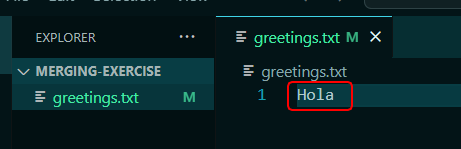 EXPLORER ...
greetings.txt M
MERGING-EXERCISE
greetings.txt
greetings.txt M
1 Hola